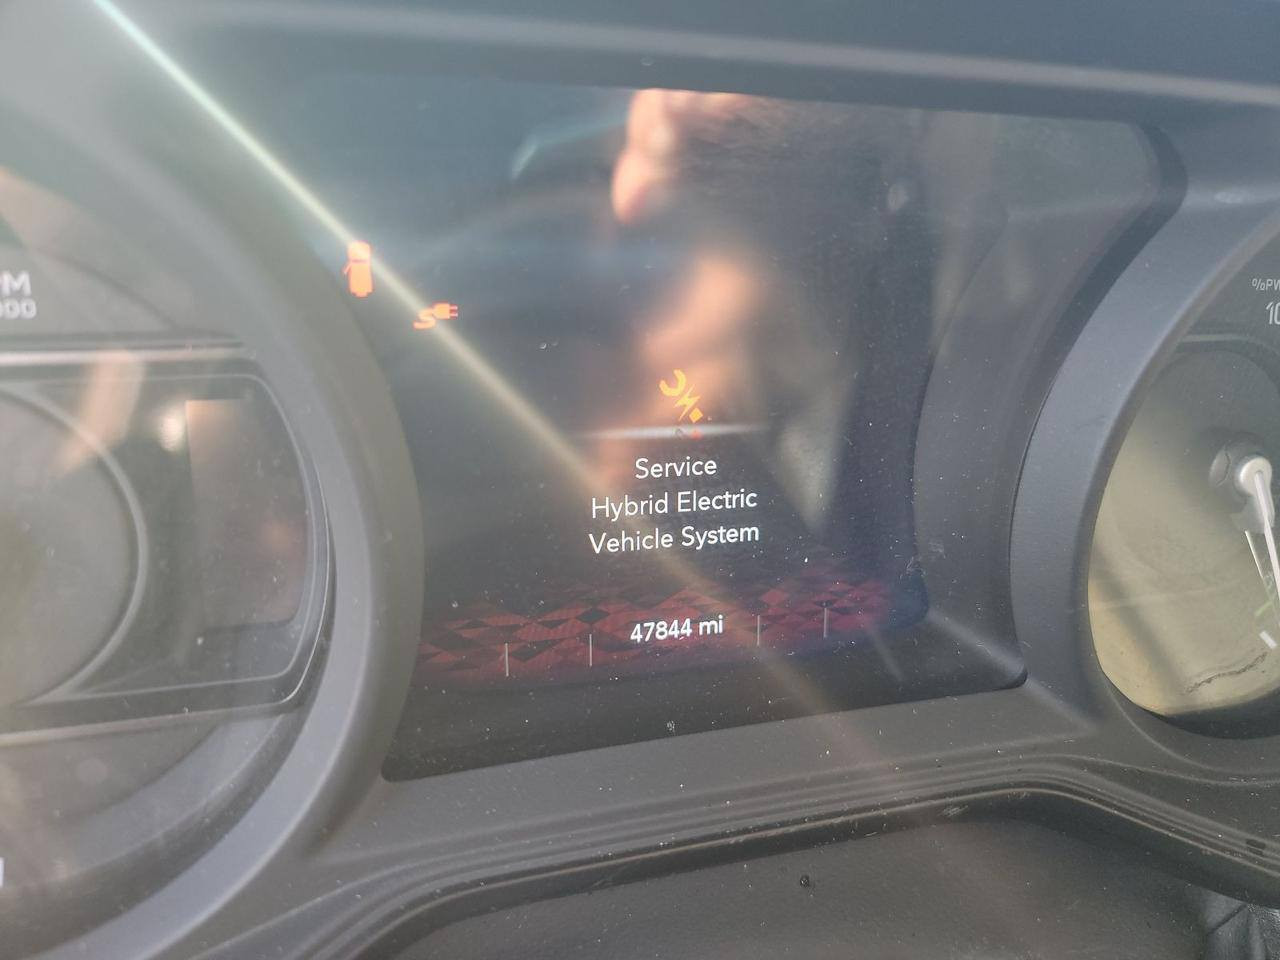 Service
Hybrid Electric
Vehicle System
47844 mi